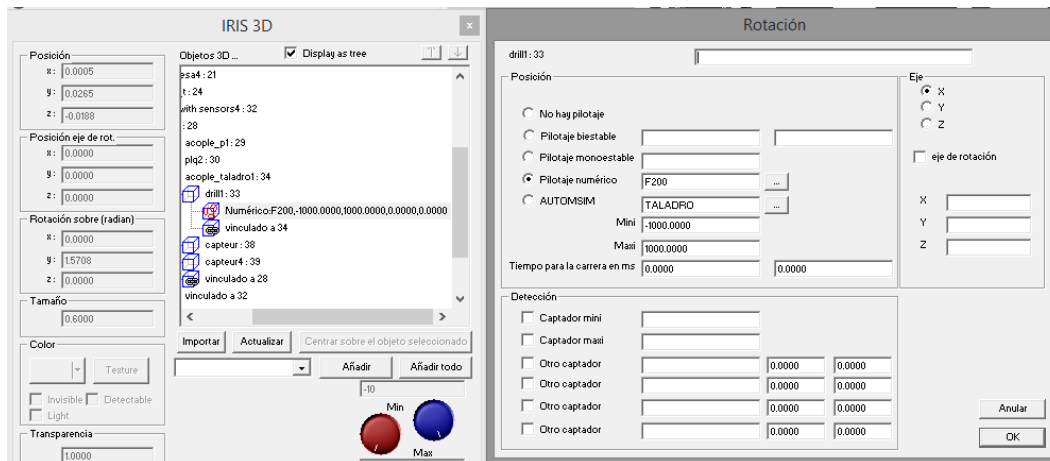 IRIS 3D
x
Posición
x: 0.0005
y: 0.0265
z: -0.0188
Posición eje de rot.
x: 0.0000
y: 0.0000
z: 0.0000
Rotación sobre (radian)
x: 0.0000
y: 1.5708
z: 0.0000
Tamaño
0.6000
Color
Texture
Invisible
Detectable
Light
Transparencia
1.0000
Objetos 3D ...
Display as tree
esa4 : 21
_t : 24
with sensors4 : 32
: 28
acople_p1 : 29
plq2 : 30
acople_taladro1 : 34
drill1 : 33
Numérico:F200,-1000.0000,1000.0000,0.0000,0.0000
vinculado a 34
capteur : 38
capteur4 : 39
vinculado a 28
vinculado a 32
Importar
Actualizar
Centrar sobre el objeto seleccionado
Añadir
Añadir todo
-10
Min
Max
Rotación
drill1: 33
Posición
No hay pilotaje
Pilotaje biestable
Pilotaje monoestable
Pilotaje numérico F200 ...
AUTOMSIM TALADRO ...
Mini -1000.0000
Maxi 1000.0000
Tiempo para la carrera en ms 0.0000 0.0000
Eje
X
Y
Z
eje de rotación
X
Y
Z
Detección
Captador mini
Captador maxi
Otro captador 0.0000 0.0000
Otro captador 0.0000 0.0000
Otro captador 0.0000 0.0000
Otro captador 0.0000 0.0000
Anular
OK